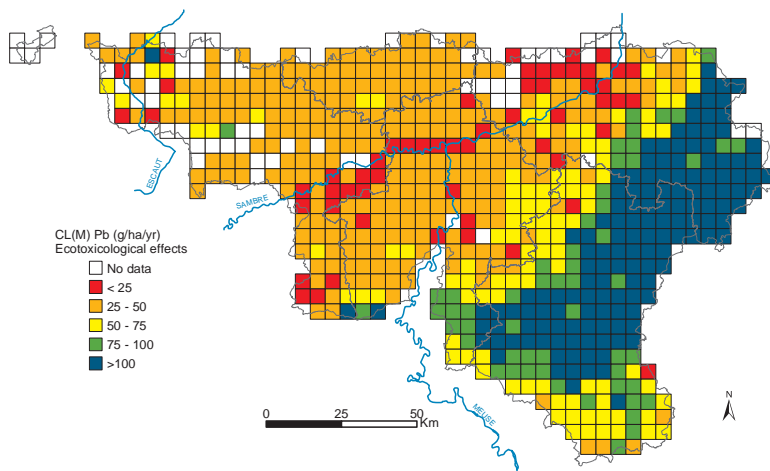 ESCAUT
SAMBRE
CL(M) Pb (g/ha/yr)
Ecotoxicological effects
No data
< 25
25 - 50
50 - 75
75 - 100
>100
MEUSE
N
0 25 50
Km